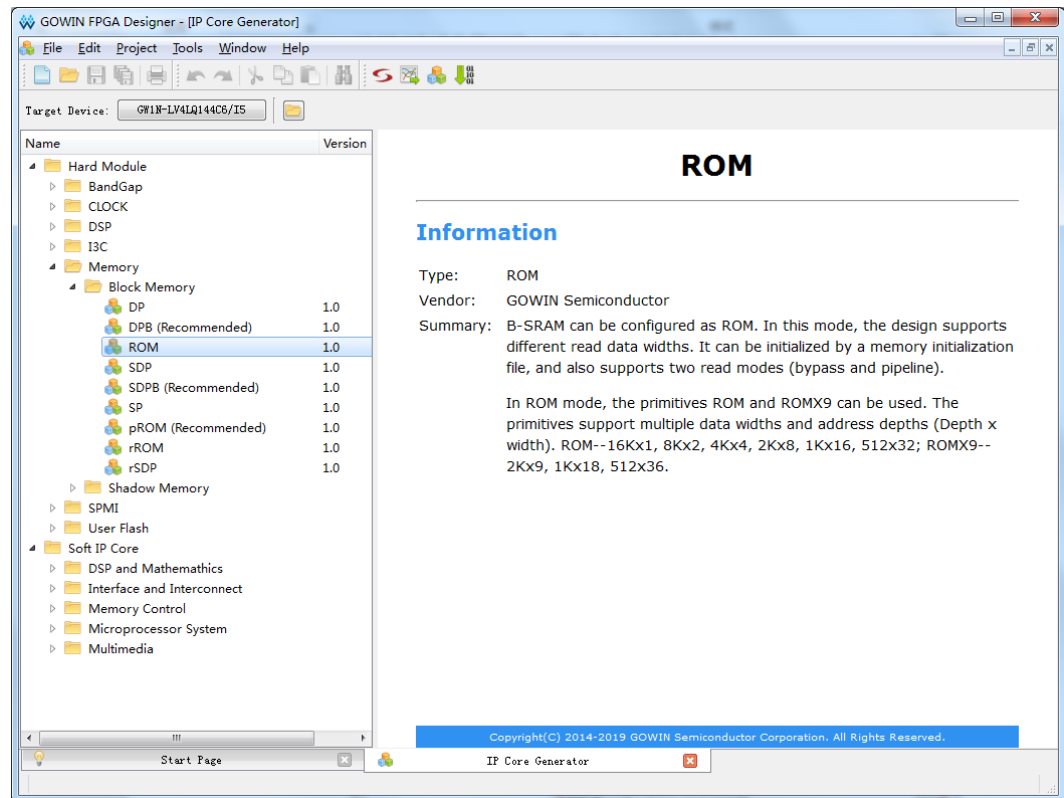 GOWIN FPGA Designer - [IP Core Generator]
File Edit Project Tools Window Help
Target Device: GW1N-LV4LQ144C6/I5
Name Version
Hard Module
BandGap
CLOCK
DSP
I3C
Memory
Block Memory
DP 1.0
DPB (Recommended) 1.0
ROM 1.0
SDP 1.0
SDPB (Recommended) 1.0
SP 1.0
pROM (Recommended) 1.0
rROM 1.0
rSDP 1.0
Shadow Memory
SPMI
User Flash
Soft IP Core
DSP and Mathemathics
Interface and Interconnect
Memory Control
Microprocessor System
Multimedia
ROM
Information
Type: ROM
Vendor: GOWIN Semiconductor
Summary: B-SRAM can be configured as ROM. In this mode, the design supports
different read data widths. It can be initialized by a memory initialization
file, and also supports two read modes (bypass and pipeline).
In ROM mode, the primitives ROM and ROMX9 can be used. The
primitives support multiple data widths and address depths (Depth x
width). ROM--16Kx1, 8Kx2, 4Kx4, 2Kx8, 1Kx16, 512x32; ROMX9--
2Kx9, 1Kx18, 512x36.
Copyright(C) 2014-2019 GOWIN Semiconductor Corporation. All Rights Reserved.
Start Page IP Core Generator